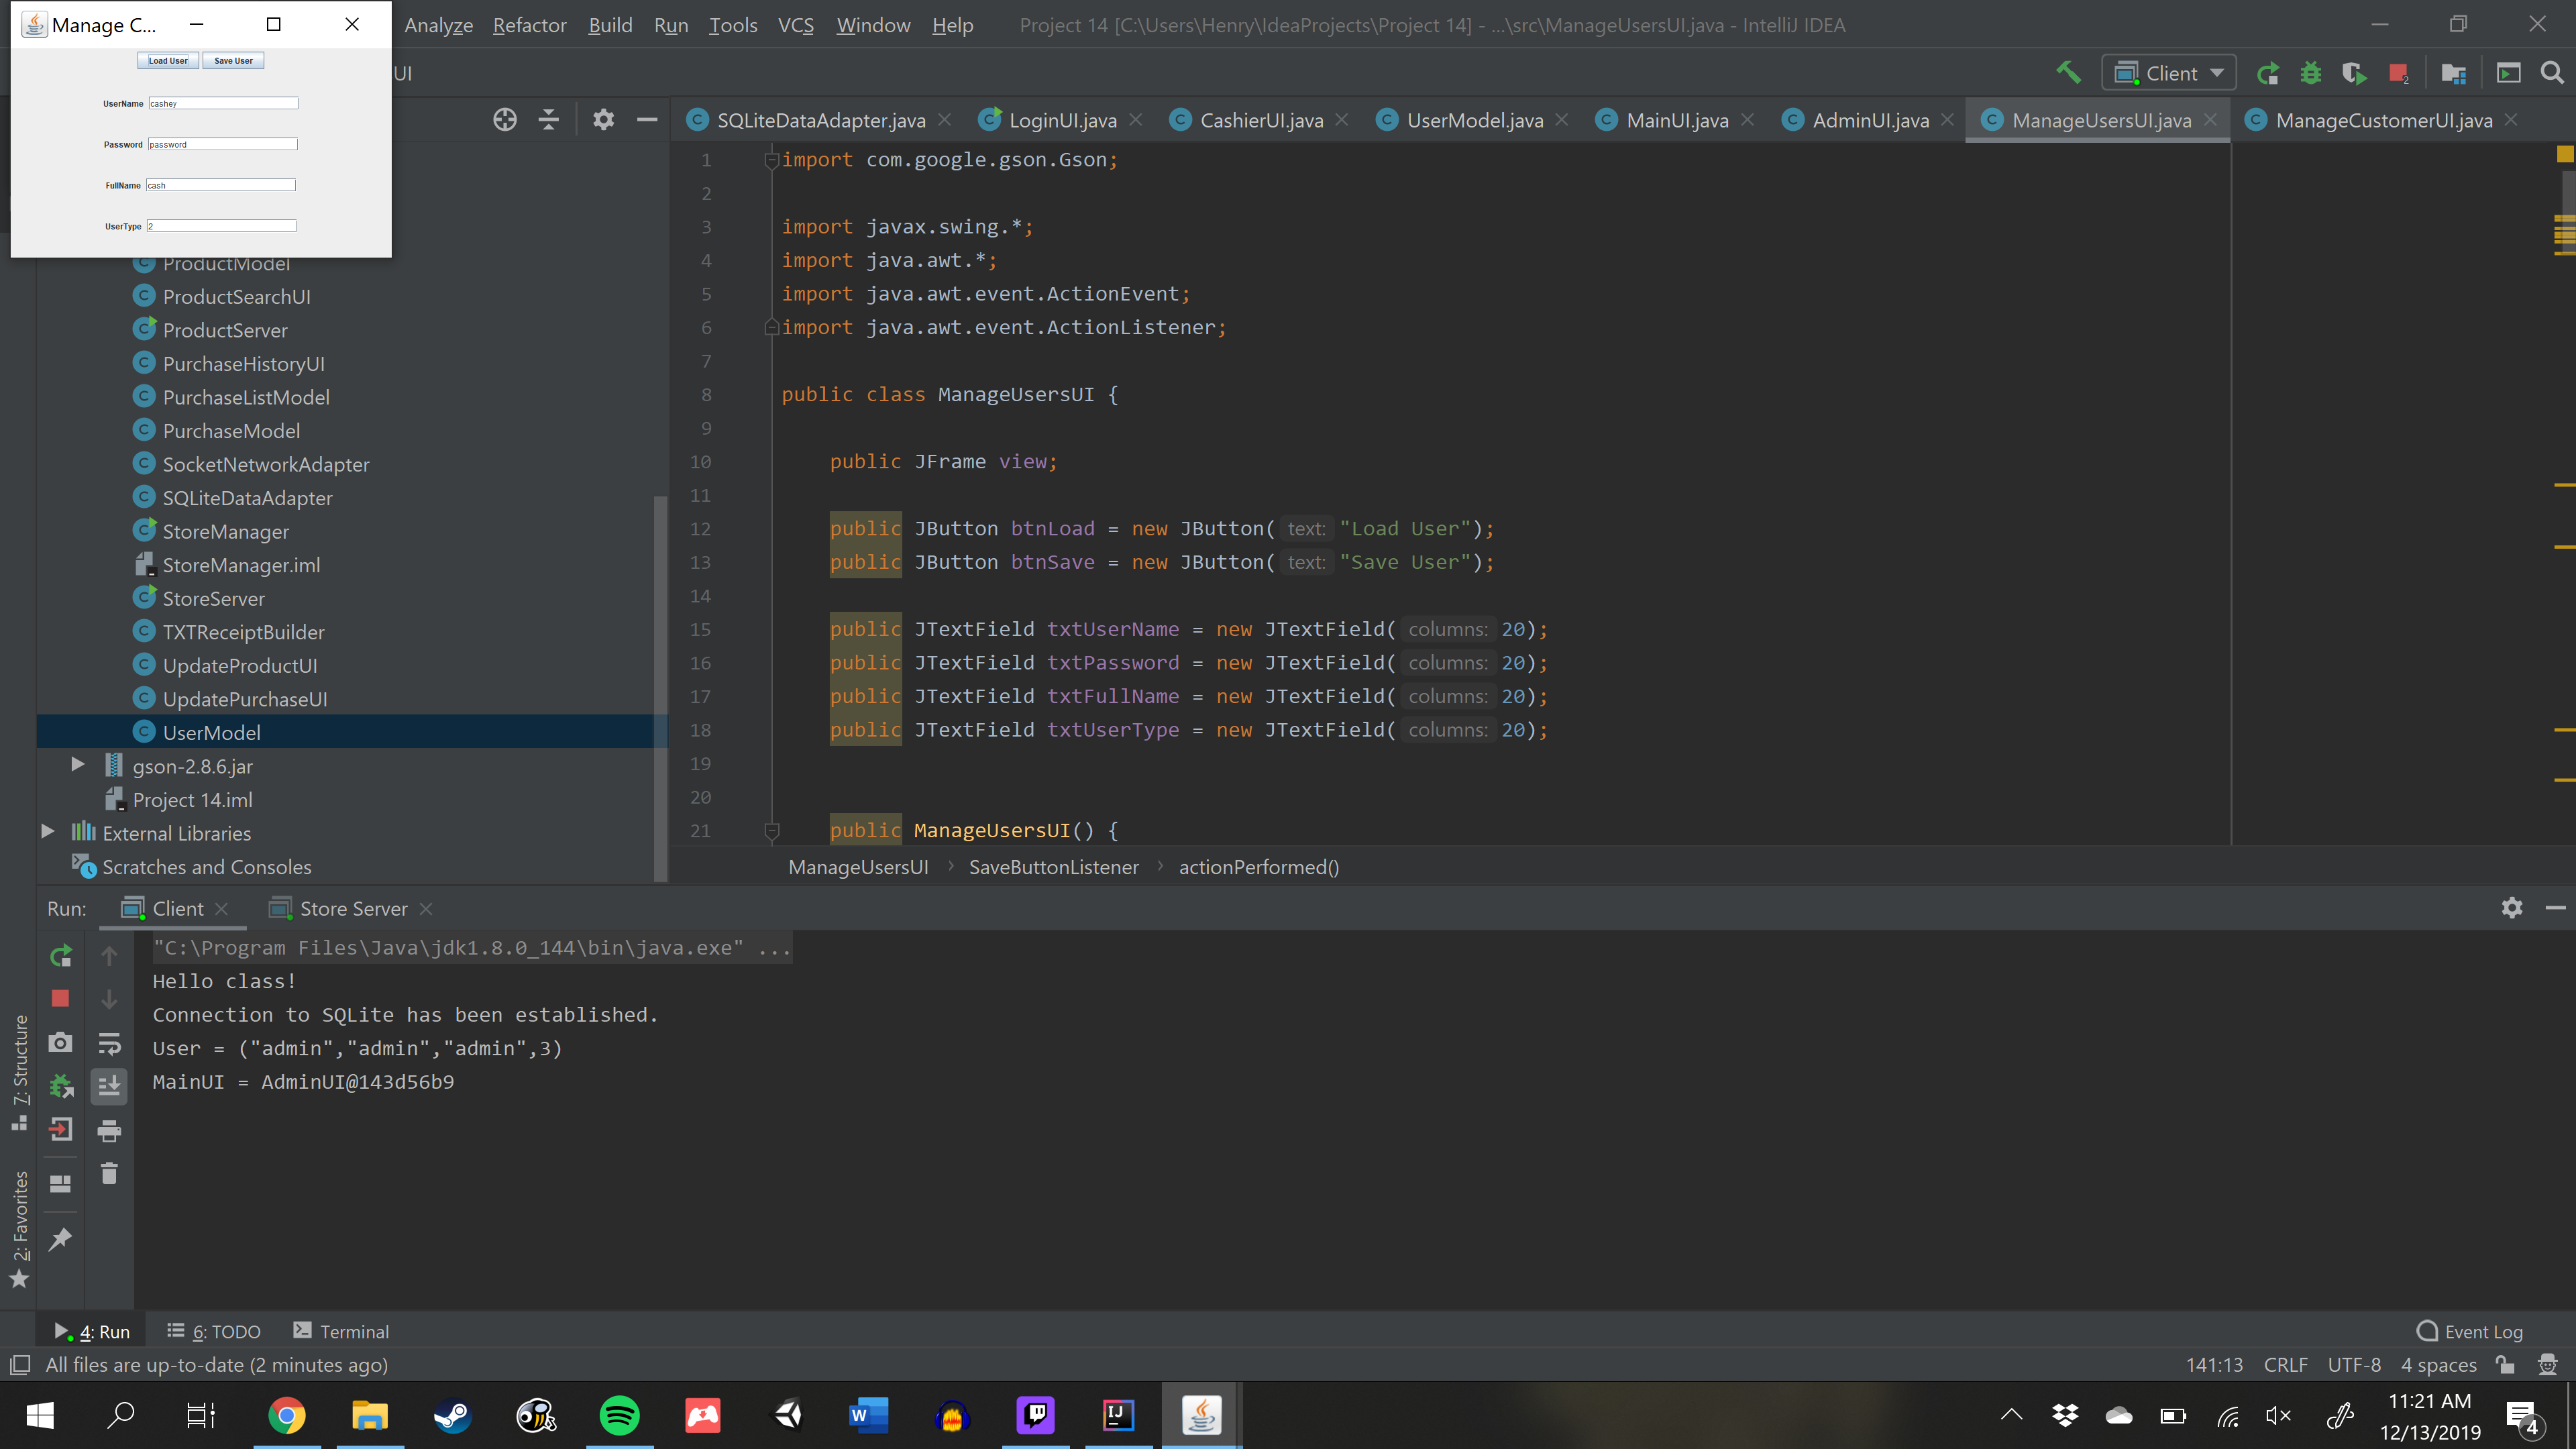 Manage C...
Load User Save User
UserName cashey
Password password
FullName cash
UserType 2
Analyze Refactor Build Run Tools VCS Window Help Project 14 [C:\Users\Henry\IdeaProjects\Project 14] - ...\src\ManageUsersUI.java - IntelliJ IDEA
UI
Client
2
SQLiteDataAdapter.java LoginUI.java CashierUI.java UserModel.java MainUI.java AdminUI.java ManageUsersUI.java ManageCustomerUI.java
ProductModel
ProductSearchUI
ProductServer
PurchaseHistoryUI
PurchaseListModel
PurchaseModel
SocketNetworkAdapter
SQLiteDataAdapter
StoreManager
StoreManager.iml
StoreServer
TXTReceiptBuilder
UpdateProductUI
UpdatePurchaseUI
UserModel
gson-2.8.6.jar
Project 14.iml
External Libraries
Scratches and Consoles
1 import com.google.gson.Gson;
2
3 import javax.swing.*;
4 import java.awt.*;
5 import java.awt.event.ActionEvent;
6 import java.awt.event.ActionListener;
7
8 public class ManageUsersUI {
9
10 public JFrame view;
11
12 public JButton btnLoad = new JButton( text: "Load User");
13 public JButton btnSave = new JButton( text: "Save User");
14
15 public JTextField txtUserName = new JTextField( columns: 20);
16 public JTextField txtPassword = new JTextField( columns: 20);
17 public JTextField txtFullName = new JTextField( columns: 20);
18 public JTextField txtUserType = new JTextField( columns: 20);
19
20
21 public ManageUsersUI() {
ManageUsersUI › SaveButtonListener › actionPerformed()
Run: Client Store Server
"C:\Program Files\Java\jdk1.8.0_144\bin\java.exe" ...
Hello class!
Connection to SQLite has been established.
User = ("admin","admin","admin",3)
MainUI = AdminUI@143d56b9
7: Structure
2: Favorites
4: Run 6: TODO Terminal Event Log
All files are up-to-date (2 minutes ago) 141:13 CRLF UTF-8 4 spaces
W
IJ
11:21 AM
12/13/2019
4